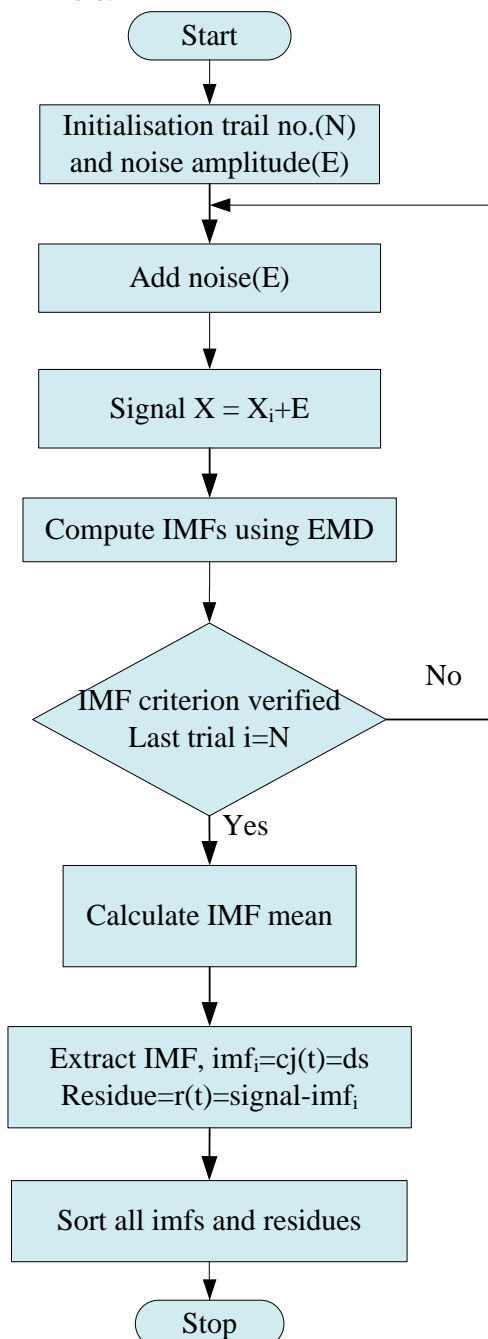 Start
Initialisation trail no.(N)
and noise amplitude(E)
Add noise(E)
Signal X = Xᵢ+E
Compute IMFs using EMD
IMF criterion verified
Last trial i=N
No
Yes
Calculate IMF mean
Extract IMF, imfᵢ=cj(t)=ds
Residue=r(t)=signal-imfᵢ
Sort all imfs and residues
Stop